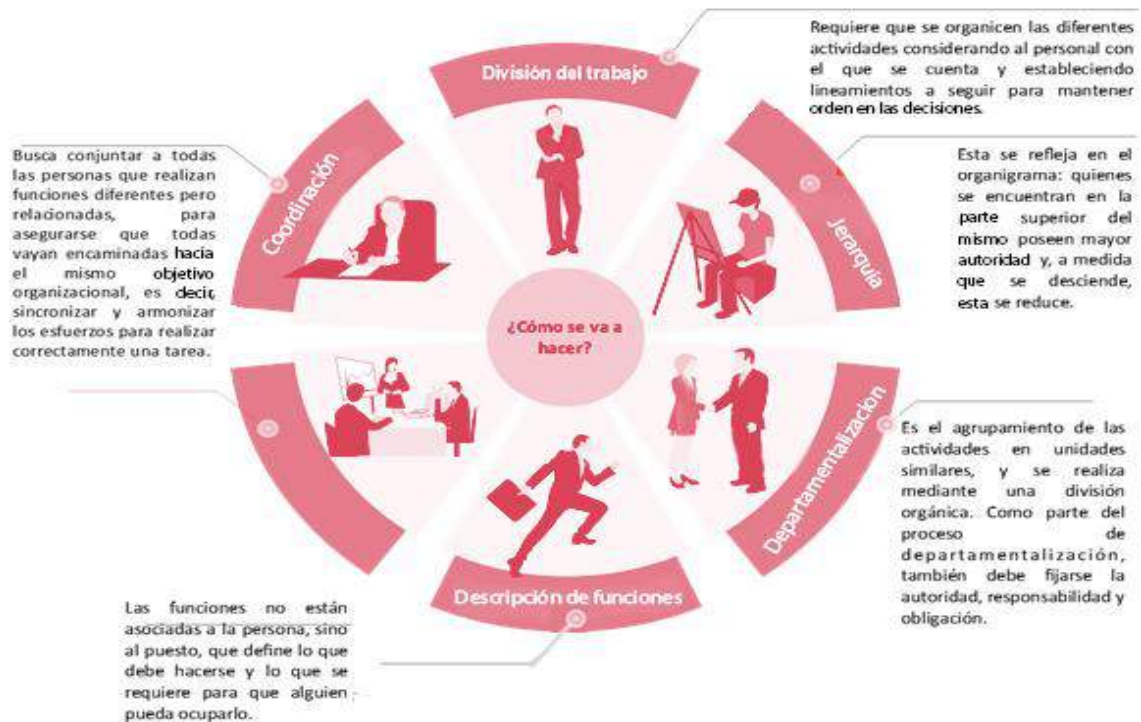 División del trabajo
Requiere que se organicen las diferentes
actividades considerando al personal con
el que se cuenta y estableciendo
lineamientos a seguir para mantener
orden en las decisiones.
Jerarquía
Esta se refleja en el
organigrama: quienes
se encuentran en la
parte superior del
mismo poseen mayor
autoridad y, a medida
que se desciende,
esta se reduce.
Departamentalizacion
Es el agrupamiento de las
actividades en unidades
similares, y se realiza
mediante una división
orgánica. Como parte del
proceso de
departamentalización,
también debe fijarse la
autoridad, responsabilidad y
obligación.
Descripción de funciones
Las funciones no están
asociadas a la persona, sino
al puesto, que define lo que
debe hacerse y lo que se
requiere para que alguien
pueda ocuparlo.
Coordinación
Busca conjuntar a todas
las personas que realizan
funciones diferentes pero
relacionadas, para
asegurarse que todas
vayan encaminadas hacia
el mismo objetivo
organizacional, es decir,
sincronizar y armonizar
los esfuerzos para realizar
correctamente una tarea.
¿Cómo se va a
hacer?